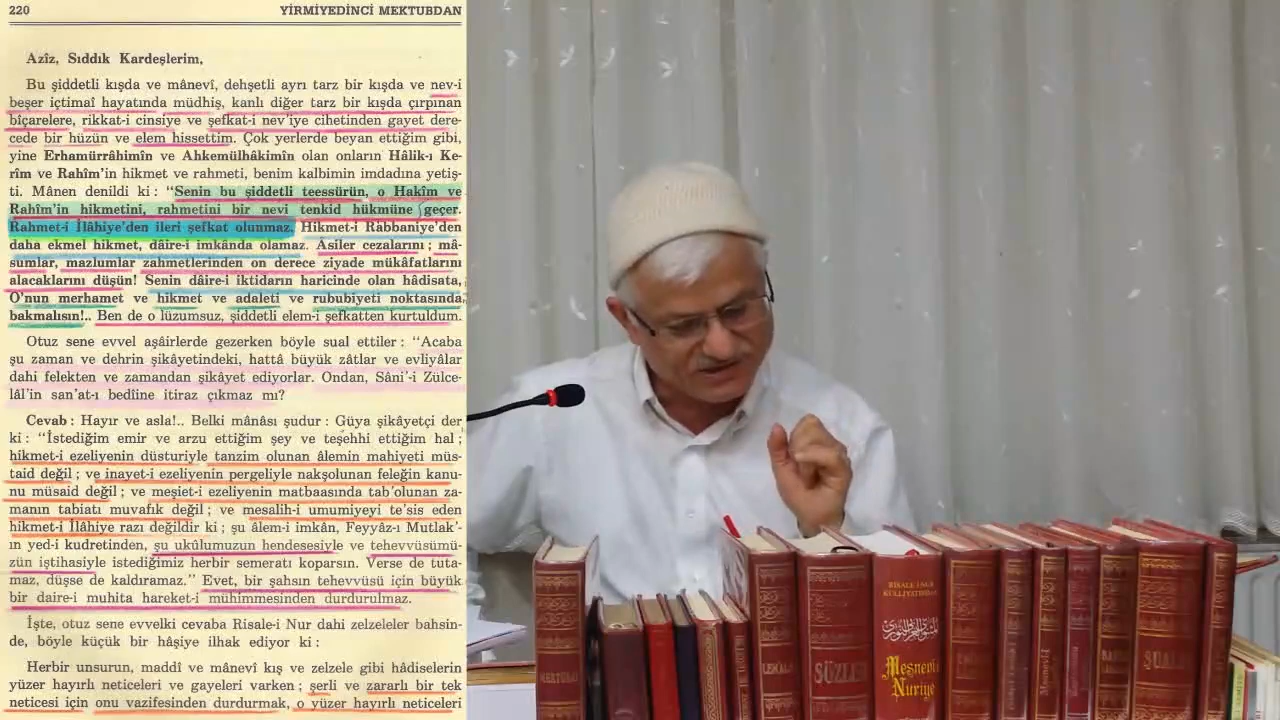 220
YİRMİYEDİNCİ MEKTUBDAN
Azîz, Sıddık Kardeşlerim,
Bu şiddetli kışda ve mânevî, dehşetli ayrı tarz bir kışda ve nev-i
beşer içtimaî hayatında müdhiş, kanlı diğer tarz bir kışda çırpınan
bîçarelere, rikkat-i cinsiye ve şefkat-i nev'iye cihetinden gayet dere-
cede bir hüzün ve elem hissettim. Çok yerlerde beyan ettiğim gibi,
yine Erhamürrâhimîn ve Ahkemülhâkimîn olan onların Hâlik-ı Ke-
rîm ve Rahîm'in hikmet ve rahmeti, benim kalbimin imdadına yetiş-
ti. Mânen denildi ki: "Senin bu şiddetli teessürün, o Hakîm ve
Rahîm'in hikmetini, rahmetini bir nevi tenkid hükmüne geçer.
Rahmet-i İlâhiye'den ileri şefkat olunmaz. Hikmet-i Rabbaniye'den
daha ekmel hikmet, dâire-i imkânda olamaz. Âsiler cezalarını; mâ-
sumlar, mazlumlar zahmetlerinden on derece ziyade mükâfatlarını
alacaklarını düşün! Senin dâire-i iktidarın haricinde olan hâdisata,
O'nun merhamet ve hikmet ve adaleti ve rububiyeti noktasında,
bakmalısın!.. Ben de o lüzumsuz, şiddetli elem-i şefkatten kurtuldum.
Otuz sene evvel aşâirlerde gezerken böyle sual ettiler: "Acaba
şu zaman ve dehrin şikâyetindeki, hattâ büyük zâtlar ve evliyâlar
dahi felekten ve zamandan şikâyet ediyorlar. Ondan, Sâni'-i Zülce-
lâl'in san'at-ı bedîine itiraz çıkmaz mı?
Cevab: Hayır ve asla!.. Belki mânâsı şudur: Güya şikâyetçi der
ki: "İstediğim emir ve arzu ettiğim şey ve teşehhi ettiğim hal;
hikmet-i ezeliyenin düsturiyle tanzim olunan âlemin mahiyeti müs-
taid değil; ve inayet-i ezeliyenin pergeliyle nakşolunan feleğin kanu-
nu müsaid değil; ve meşiet-i ezeliyenin matbaasında tab'olunan za-
manın tabiatı muvafık değil; ve mesalih-i umumiyeyi te'sis eden
hikmet-i İlâhiye razı değildir ki; şu âlem-i imkân, Feyyâz-ı Mutlak'-
ın yed-i kudretinden, şu ukûlumuzun hendesesiyle ve tehevvüsümü-
zün iştihasiyle istediğimiz herbir semeratı koparsın. Verse de tuta-
maz, düşse de kaldıramaz." Evet, bir şahsın tehevvüsü için büyük
bir daire-i muhita hareket-i mühimmesinden durdurulmaz.
İşte, otuz sene evvelki cevaba Risale-i Nur dahi zelzeleler bahsin-
de, böyle küçük bir hâşiye ilhak ediyor ki:
Herbir unsurun, maddî ve mânevî kış ve zelzele gibi hâdiselerin
yüzer hayırlı neticeleri ve gayeleri varken; şerli ve zararlı bir tek
neticesi için onu vazifesinden durdurmak, o yüzer hayırlı neticeleri
MEKTUBAT
LEM'ALAR
SÖZLER
RİSALE-İ NUR
KÜLLİYATINDAN
Mesnevî-i
Nuriye